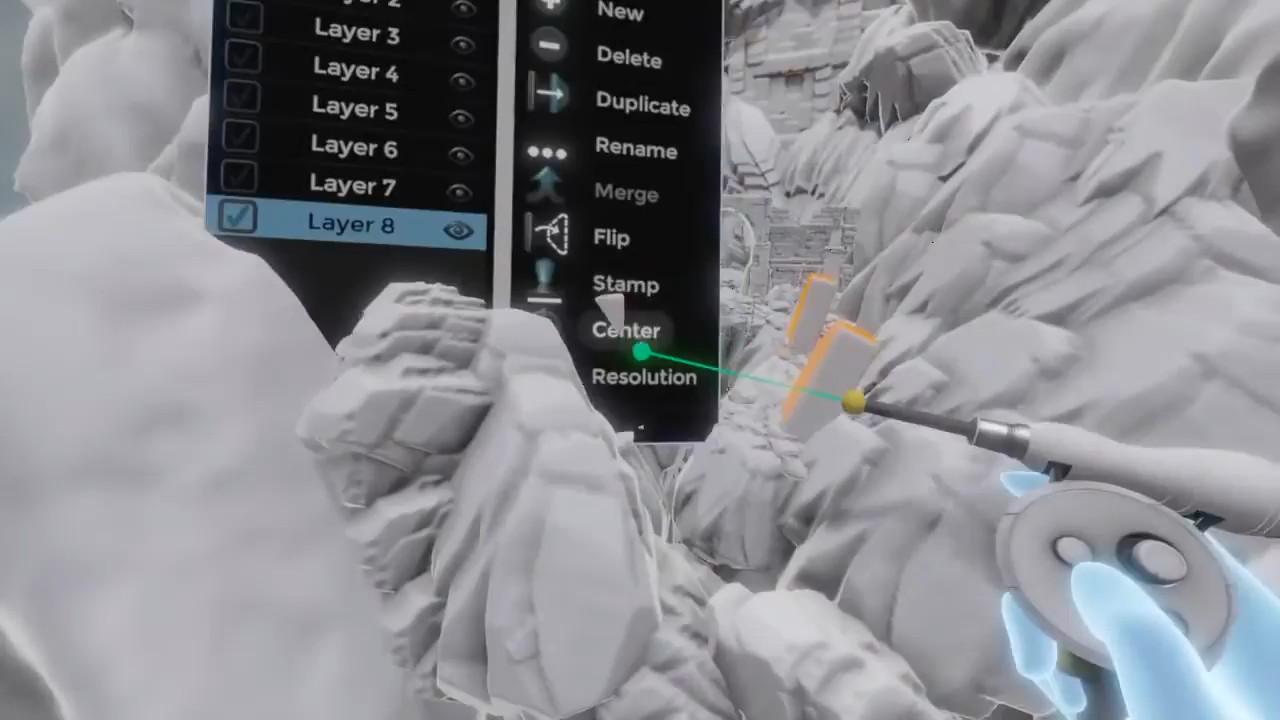 Layer 3
Layer 4
Layer 5
Layer 6
Layer 7
Layer 8
New
Delete
Duplicate
Rename
Merge
Flip
Stamp
Center
Resolution